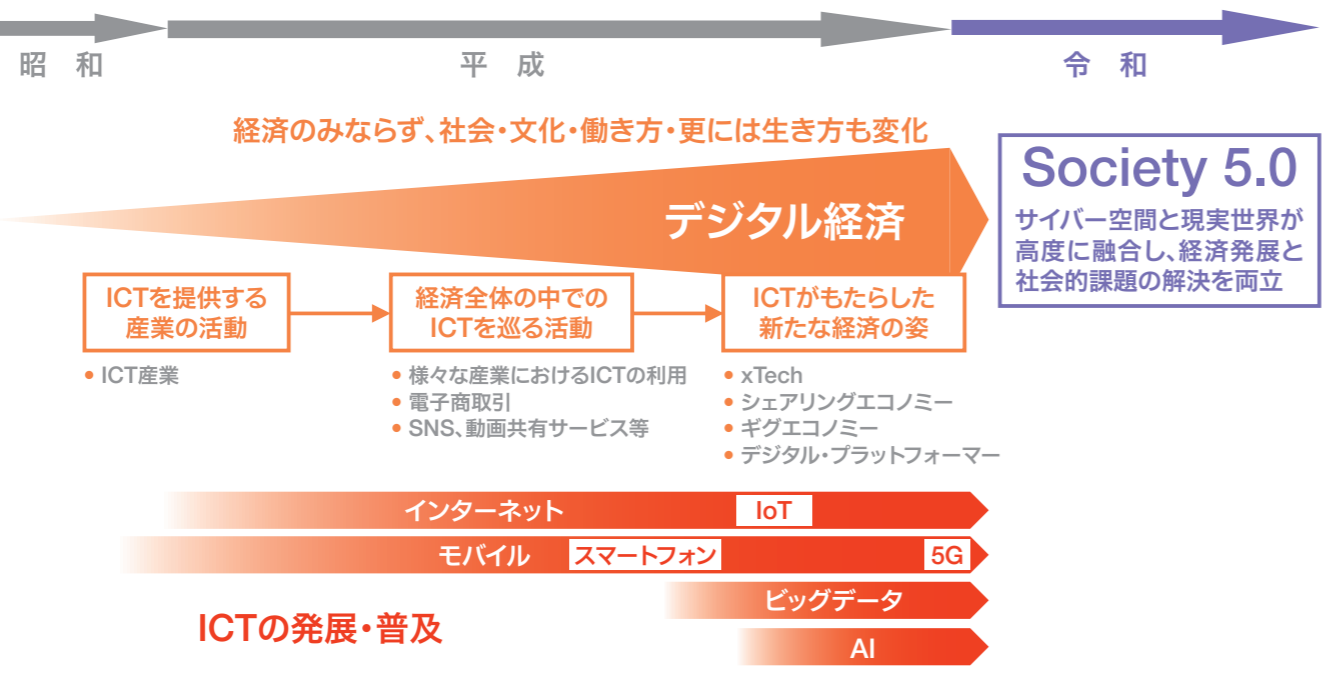 昭 和
平 成
令 和
経済のみならず、社会・文化・働き方・更には生き方も変化
デジタル経済
Society 5.0
サイバー空間と現実世界が
高度に融合し、経済発展と
社会的課題の解決を両立
ICTを提供する
産業の活動
経済全体の中での
ICTを巡る活動
ICTがもたらした
新たな経済の姿
• ICT産業
• 様々な産業におけるICTの利用
• 電子商取引
• SNS、動画共有サービス等
• xTech
• シェアリングエコノミー
• ギグエコノミー
• デジタル・プラットフォーマー
インターネット
IoT
モバイル
スマートフォン
5G
ビッグデータ
AI
ICTの発展・普及